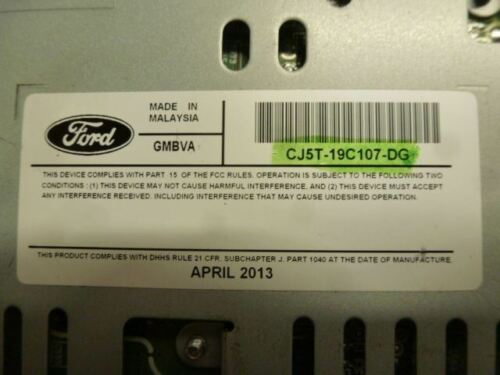 Ford
MADE IN
MALAYSIA
GMBVA
CJ5T-19C107-DG
THIS DEVICE COMPLIES WITH PART 15 OF THE FCC RULES. OPERATION IS SUBJECT TO THE FOLLOWING TWO
CONDITIONS : (1) THIS DEVICE MAY NOT CAUSE HARMFUL INTERFERENCE, AND (2) THIS DEVICE MUST ACCEPT
ANY INTERFERENCE RECEIVED. INCLUDING INTERFERENCE THAT MAY CAUSE UNDESIRED OPERATION.
THIS PRODUCT COMPLIES WITH DHHS RULE 21 CFR. SUBCHAPTER J. PART 1040 AT THE DATE OF MANUFACTURE.
APRIL 2013